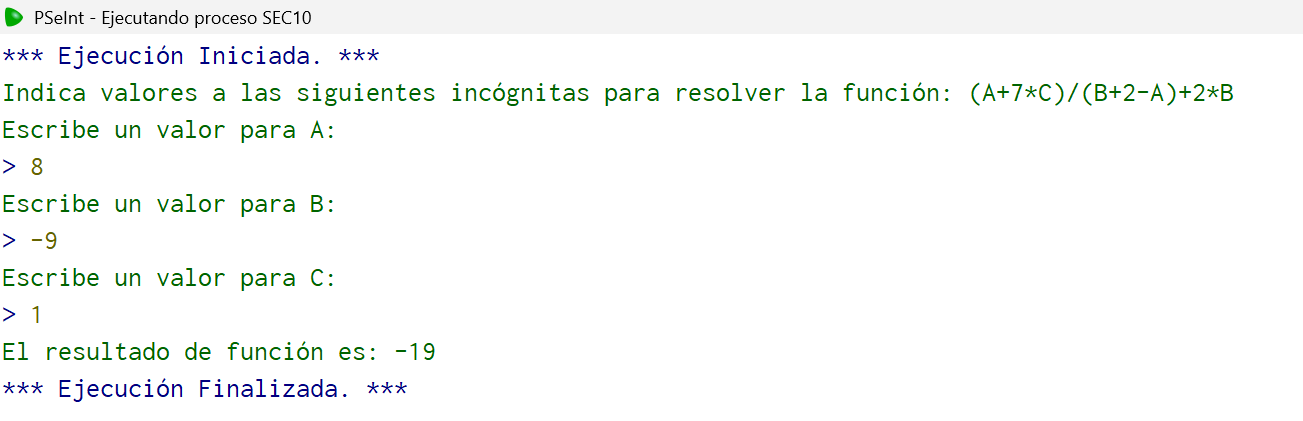 PSeInt - Ejecutando proceso SEC10
*** Ejecución Iniciada. ***
Indica valores a las siguientes incógnitas para resolver la función: (A+7*C)/(B+2-A)+2*B
Escribe un valor para A:
> 8
Escribe un valor para B:
> -9
Escribe un valor para C:
> 1
El resultado de función es: -19
*** Ejecución Finalizada. ***